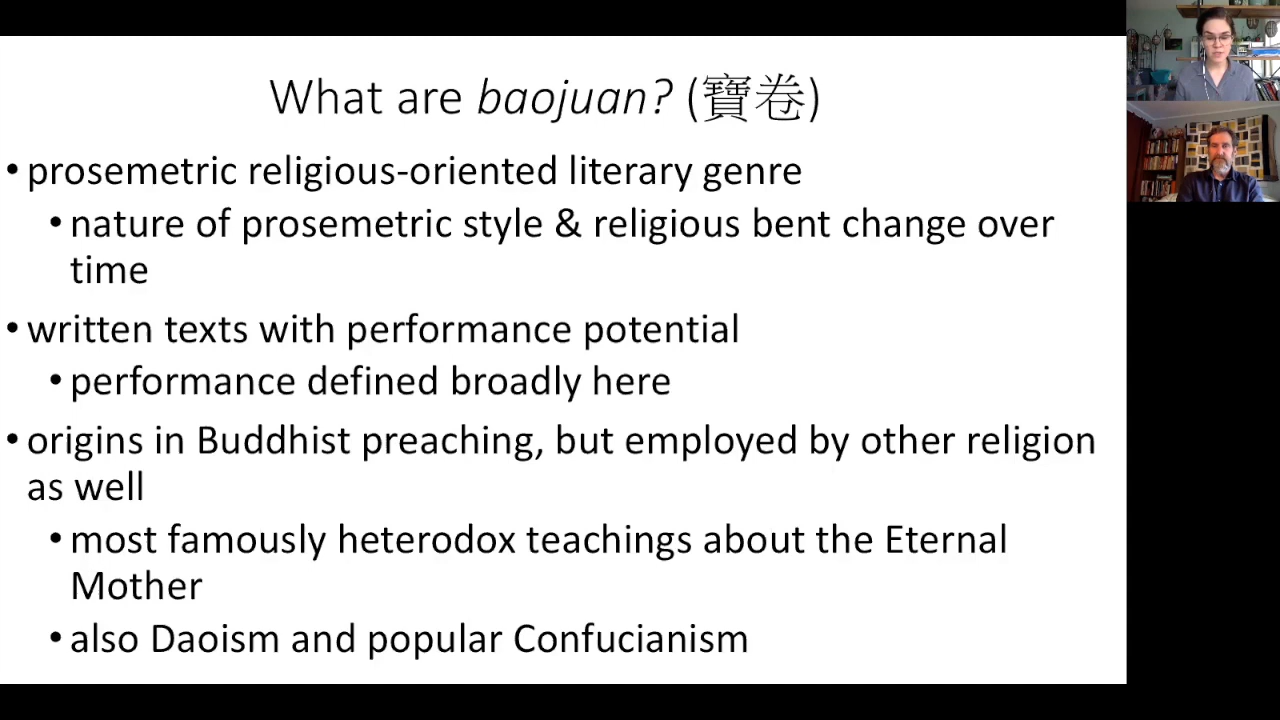 What are baojuan? (寶卷)
• prosemetric religious-oriented literary genre
• nature of prosemetric style & religious bent change over
time
• written texts with performance potential
• performance defined broadly here
• origins in Buddhist preaching, but employed by other religion
as well
• most famously heterodox teachings about the Eternal
Mother
• also Daoism and popular Confucianism